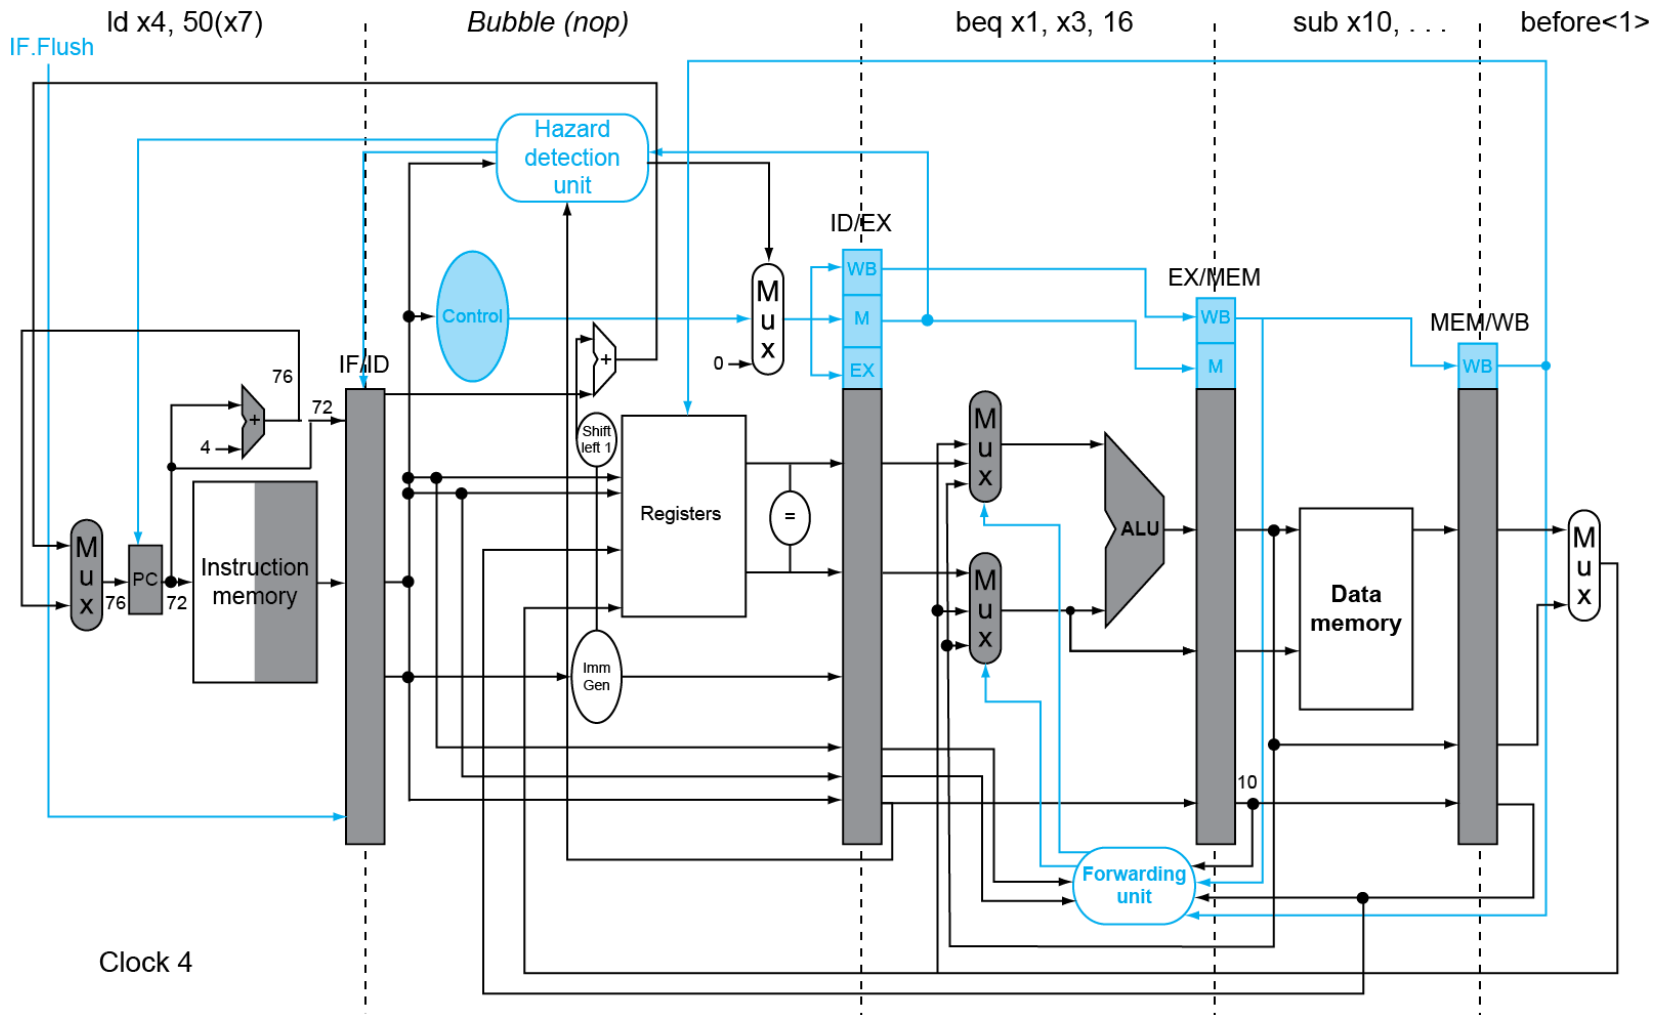 ld x4, 50(x7)
Bubble (nop)
beq x1, x3, 16
sub x10, . . .
before<1>
IF.Flush
Hazard
detection
unit
ID/EX
WB
M
EX
EX/MEM
WB
M
MEM/WB
WB
Control
M
u
x
0
+
IF/ID
76
72
+
4
Shift
left 1
Registers
=
M
u
x
ALU
M
u
x
76
PC
72
Instruction
memory
M
u
x
Data
memory
M
u
x
Imm
Gen
10
Forwarding
unit
Clock 4